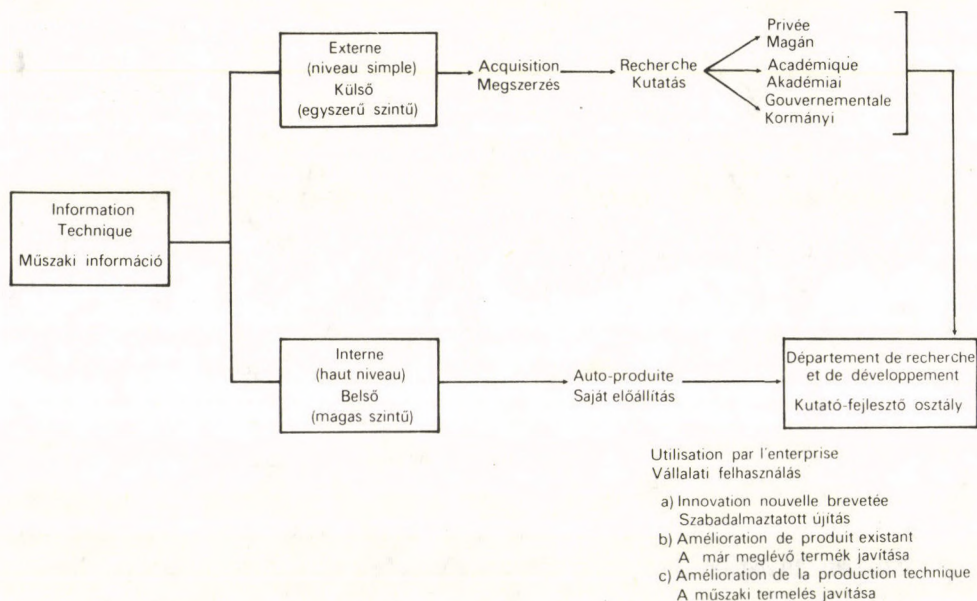 Externe
(niveau simple)
Külső
(egyszerű szintű)
Acquisition
Megszerzés
Recherche
Kutatás
Privée
Magán
Académique
Akadémiai
Gouvernementale
Kormányi
Information
Technique
Műszaki információ
Interne
(haut niveau)
Belső
(magas szintű)
Auto-produite
Saját előállítás
Département de recherche
et de développement
Kutató-fejlesztő osztály
Utilisation par l'enterprise
Vállalati felhasználás
a) Innovation nouvelle brevetée
Szabadalmaztatott újítás
b) Amélioration de produit existant
A már meglévő termék javítása
c) Amélioration de la production technique
A műszaki termelés javítása